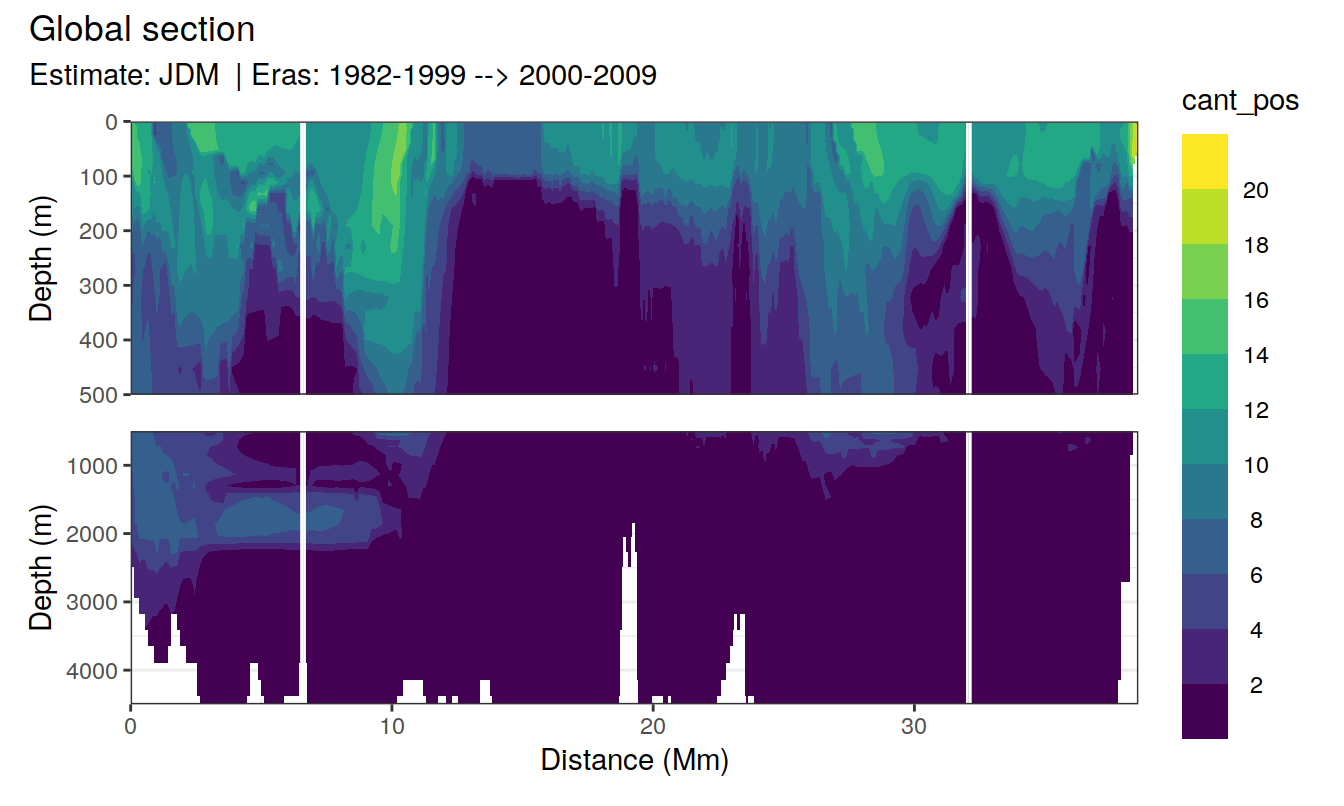 Global section
Estimate: JDM | Eras: 1982-1999 --> 2000-2009
cant_pos
20
18
16
14
12
10
8
6
4
2
Depth (m)
0
100
200
300
400
500
Depth (m)
1000
2000
3000
4000
0 10 20 30
Distance (Mm)